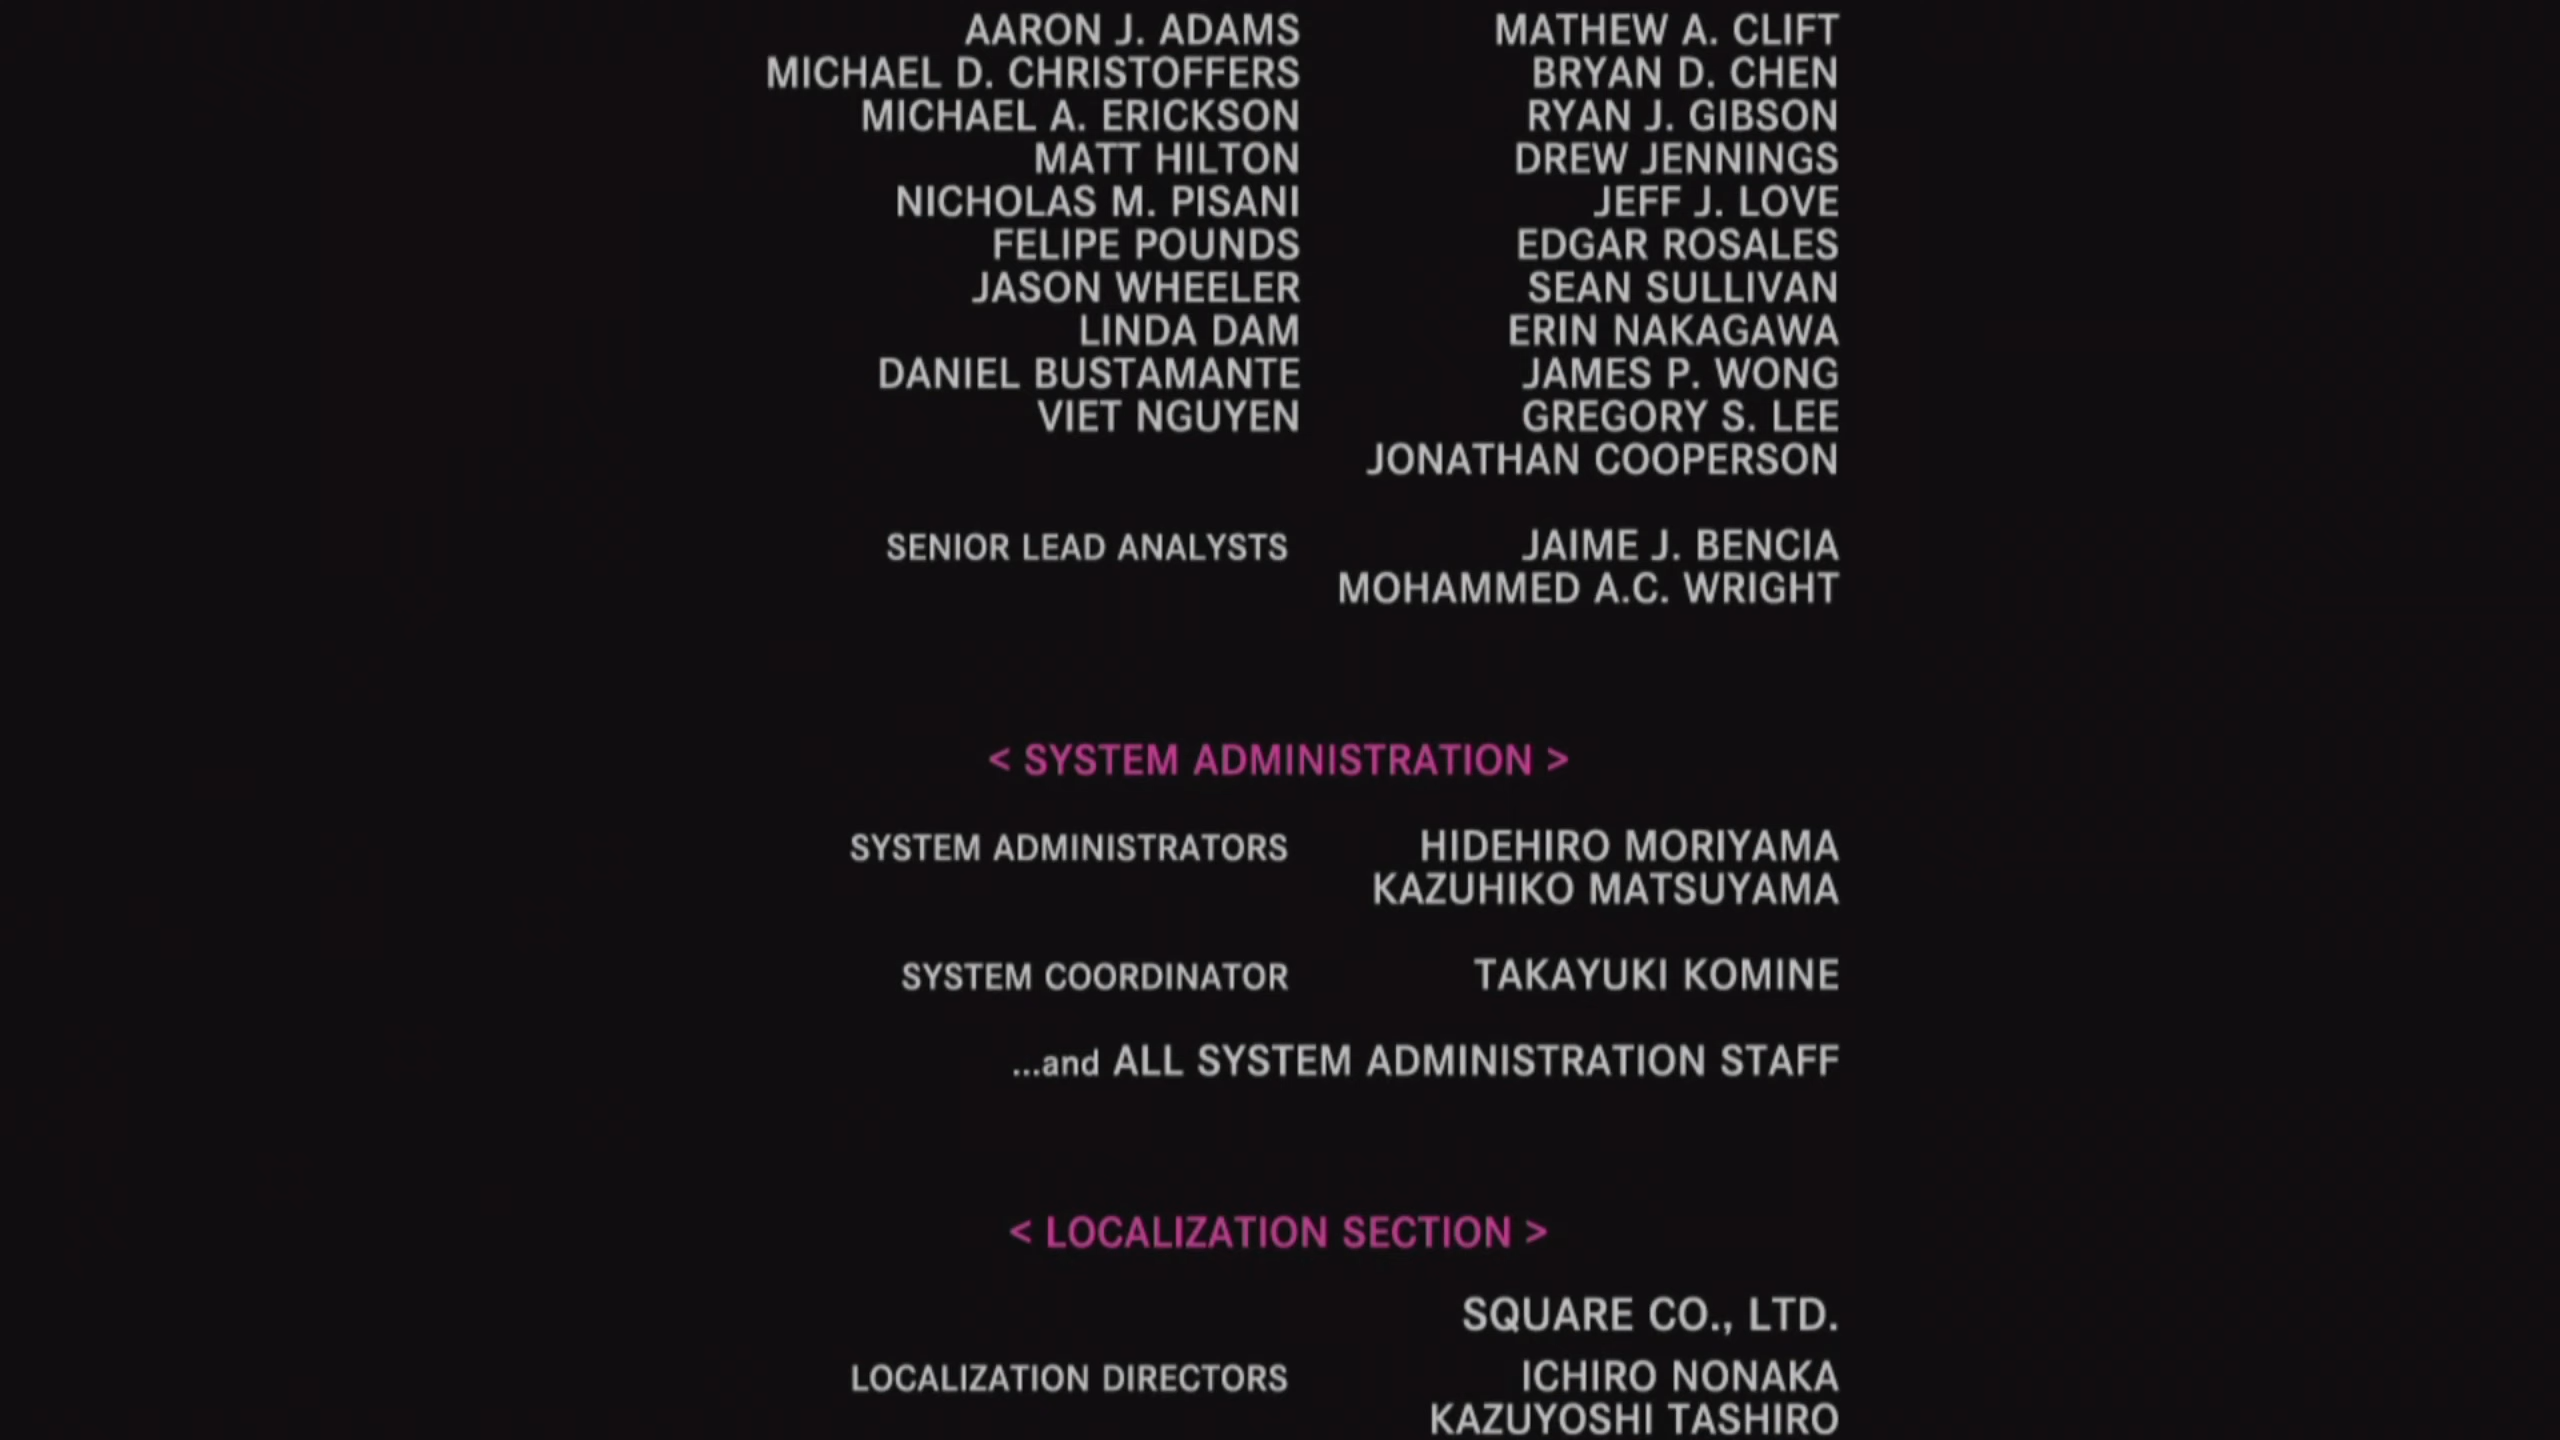 AARON J. ADAMS MATHEW A. CLIFT
MICHAEL D. CHRISTOFFERS BRYAN D. CHEN
MICHAEL A. ERICKSON RYAN J. GIBSON
MATT HILTON DREW JENNINGS
NICHOLAS M. PISANI JEFF J. LOVE
FELIPE POUNDS EDGAR ROSALES
JASON WHEELER SEAN SULLIVAN
LINDA DAM ERIN NAKAGAWA
DANIEL BUSTAMANTE JAMES P. WONG
VIET NGUYEN GREGORY S. LEE
JONATHAN COOPERSON
SENIOR LEAD ANALYSTS JAIME J. BENCIA
MOHAMMED A.C. WRIGHT
< SYSTEM ADMINISTRATION >
SYSTEM ADMINISTRATORS HIDEHIRO MORIYAMA
KAZUHIKO MATSUYAMA
SYSTEM COORDINATOR TAKAYUKI KOMINE
...and ALL SYSTEM ADMINISTRATION STAFF
< LOCALIZATION SECTION >
SQUARE CO., LTD.
LOCALIZATION DIRECTORS ICHIRO NONAKA
KAZUYOSHI TASHIRO